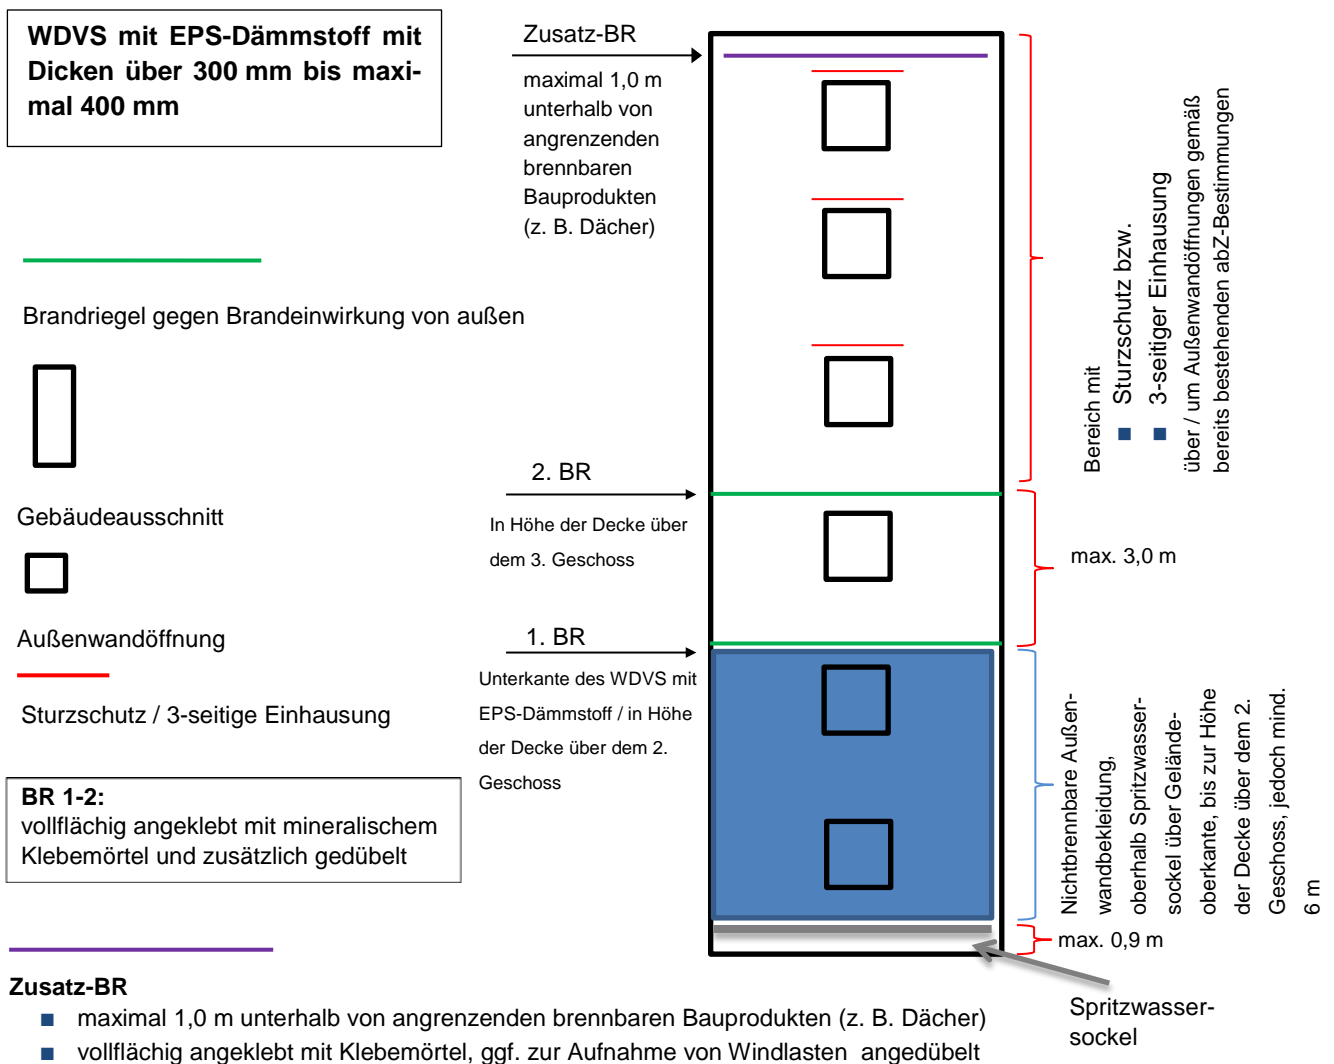 WDVS mit EPS-Dämmstoff mit
Dicken über 300 mm bis maxi-
mal 400 mm
Brandriegel gegen Brandeinwirkung von außen
Gebäudeausschnitt
Außenwandöffnung
Sturzschutz / 3-seitige Einhausung
BR 1-2:
vollflächig angeklebt mit mineralischem
Klebemörtel und zusätzlich gedübelt
Zusatz-BR
maximal 1,0 m
unterhalb von
angrenzenden
brennbaren
Bauprodukten
(z. B. Dächer)
2. BR
In Höhe der Decke über
dem 3. Geschoss
1. BR
Unterkante des WDVS mit
EPS-Dämmstoff / in Höhe
der Decke über dem 2.
Geschoss
Bereich mit
■ Sturzschutz bzw.
■ 3-seitiger Einhausung
über / um Außenwandöffnungen gemäß
bereits bestehenden abZ-Bestimmungen
max. 3,0 m
Nichtbrennbare Außen-
wandbekleidung,
oberhalb Spritzwasser-
sockel über Gelände-
oberkante, bis zur Höhe
der Decke über dem 2.
Geschoss, jedoch mind.
6 m
max. 0,9 m
Spritzwasser-
sockel
Zusatz-BR
■ maximal 1,0 m unterhalb von angrenzenden brennbaren Bauprodukten (z. B. Dächer)
■ vollflächig angeklebt mit Klebemörtel, ggf. zur Aufnahme von Windlasten angedübelt